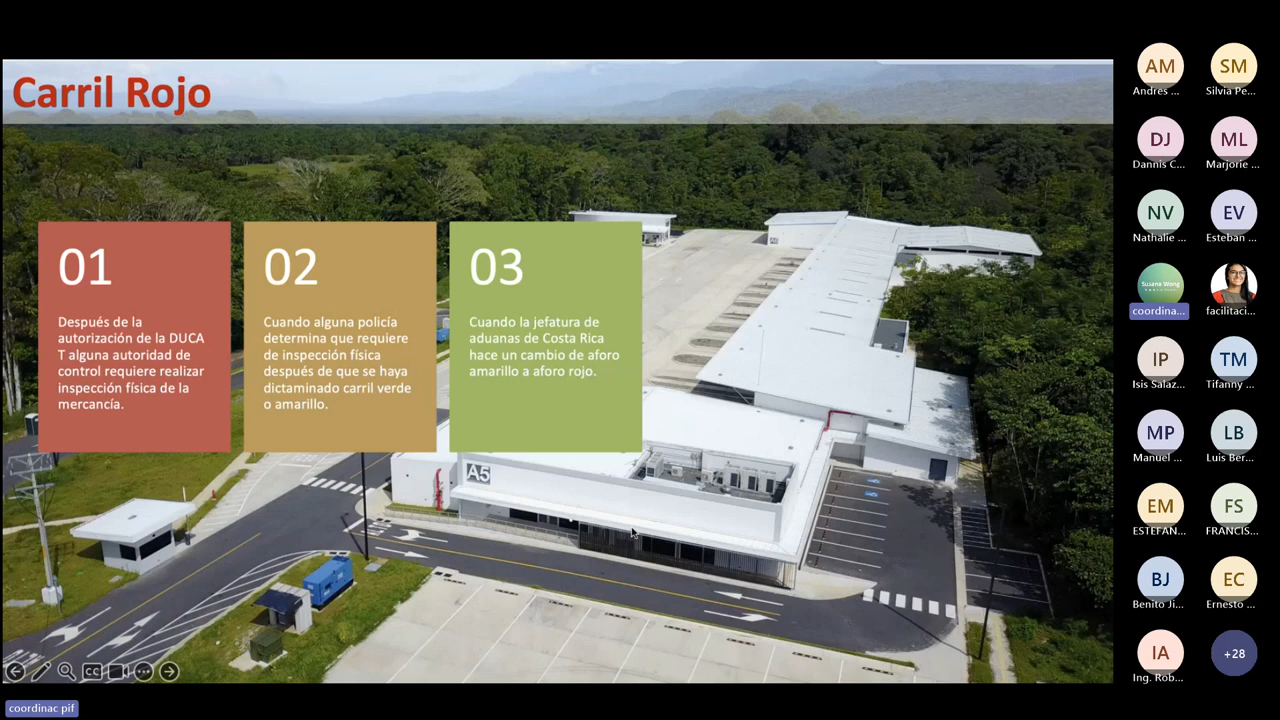 Carril Rojo
01
Después de la
autorización de la DUCA
T alguna autoridad de
control requiere realizar
inspección física de la
mercancía.
02
Cuando alguna policía
determina que requiere
de inspección física
después de que se haya
dictaminado carril verde
o amarillo.
03
Cuando la jefatura de
aduanas de Costa Rica
hace un cambio de aforo
amarillo a aforo rojo.
A5
CC
coordinac pif
AM
Andres ...
SM
Silvia Pe...
DJ
Dannis C...
ML
Marjorie ...
NV
Nathalie ...
EV
Esteban ...
Susana Wong
coordina...
facilitaci...
IP
Isis Salaz...
TM
Tifanny ...
MP
Manuel ...
LB
Luis Ber...
EM
ESTEFAN...
FS
FRANCIS...
BJ
Benito Ji...
EC
Ernesto ...
IA
Ing. Rob...
+28